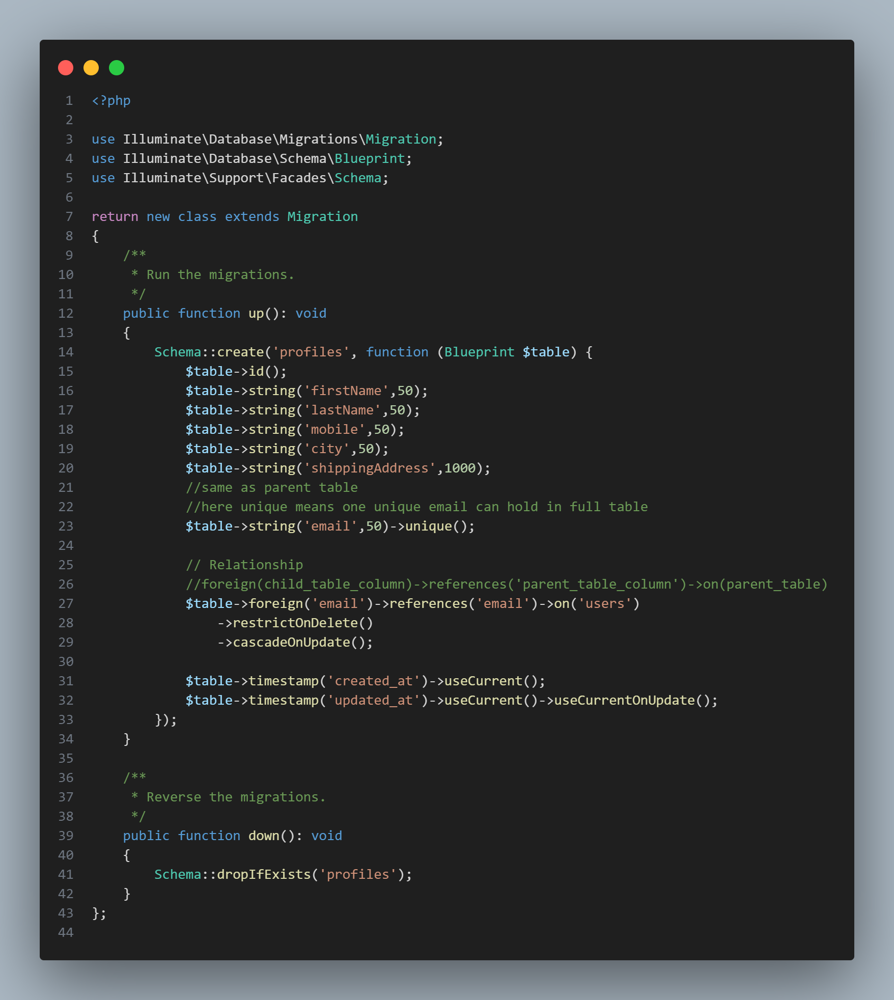 1 <?php
2
3 use Illuminate\Database\Migrations\Migration;
4 use Illuminate\Database\Schema\Blueprint;
5 use Illuminate\Support\Facades\Schema;
6
7 return new class extends Migration
8 {
9     /**
10      * Run the migrations.
11      */
12     public function up(): void
13     {
14         Schema::create('profiles', function (Blueprint $table) {
15             $table->id();
16             $table->string('firstName',50);
17             $table->string('lastName',50);
18             $table->string('mobile',50);
19             $table->string('city',50);
20             $table->string('shippingAddress',1000);
21             //same as parent table
22             //here unique means one unique email can hold in full table
23             $table->string('email',50)->unique();
24
25             // Relationship
26             //foreign(child_table_column)->references('parent_table_column')->on(parent_table)
27             $table->foreign('email')->references('email')->on('users')
28                 ->restrictOnDelete()
29                 ->cascadeOnUpdate();
30
31             $table->timestamp('created_at')->useCurrent();
32             $table->timestamp('updated_at')->useCurrent()->useCurrentOnUpdate();
33         });
34     }
35
36     /**
37      * Reverse the migrations.
38      */
39     public function down(): void
40     {
41         Schema::dropIfExists('profiles');
42     }
43 };
44